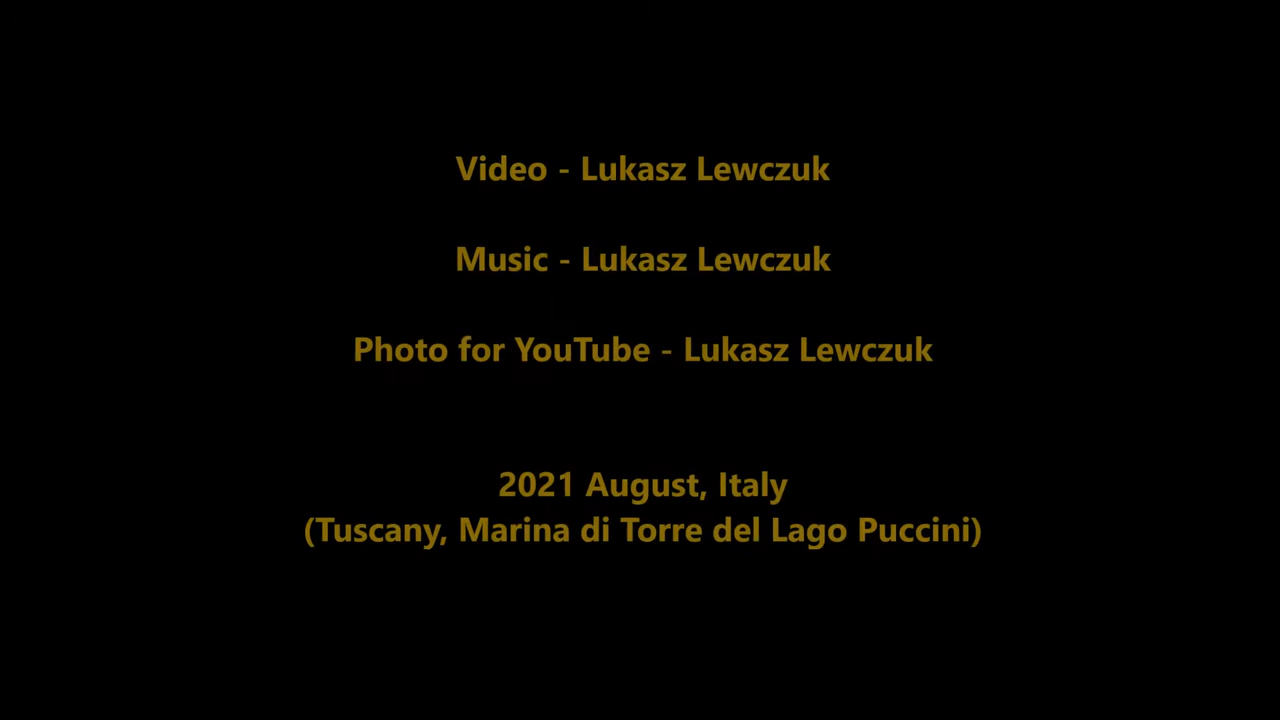 Video - Lukasz Lewczuk
Music - Lukasz Lewczuk
Photo for YouTube - Lukasz Lewczuk
2021 August, Italy
(Tuscany, Marina di Torre del Lago Puccini)